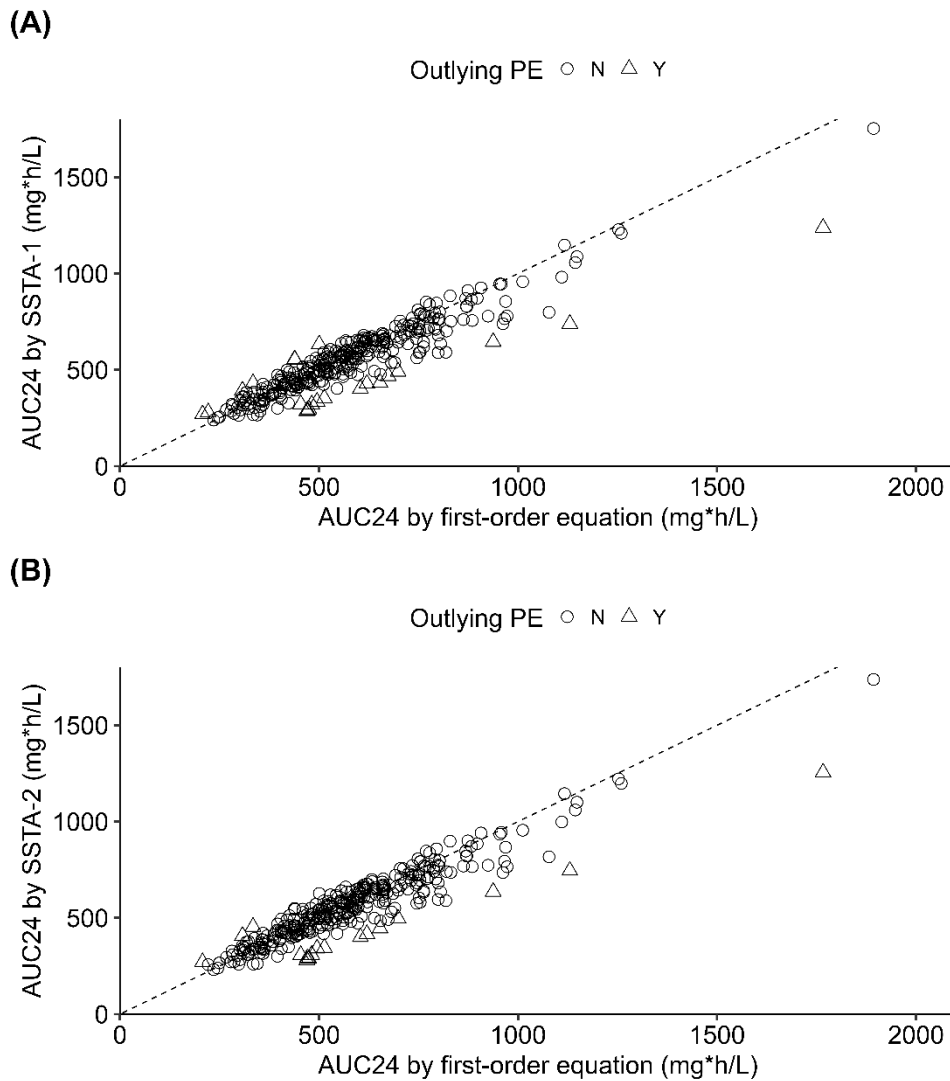 (A)
Outlying PE N Y
AUC24 by SSTA-1 (mg*h/L)
1500
1000
500
0
0 500 1000 1500 2000
AUC24 by first-order equation (mg*h/L)
(B)
Outlying PE N Y
AUC24 by SSTA-2 (mg*h/L)
1500
1000
500
0
0 500 1000 1500 2000
AUC24 by first-order equation (mg*h/L)